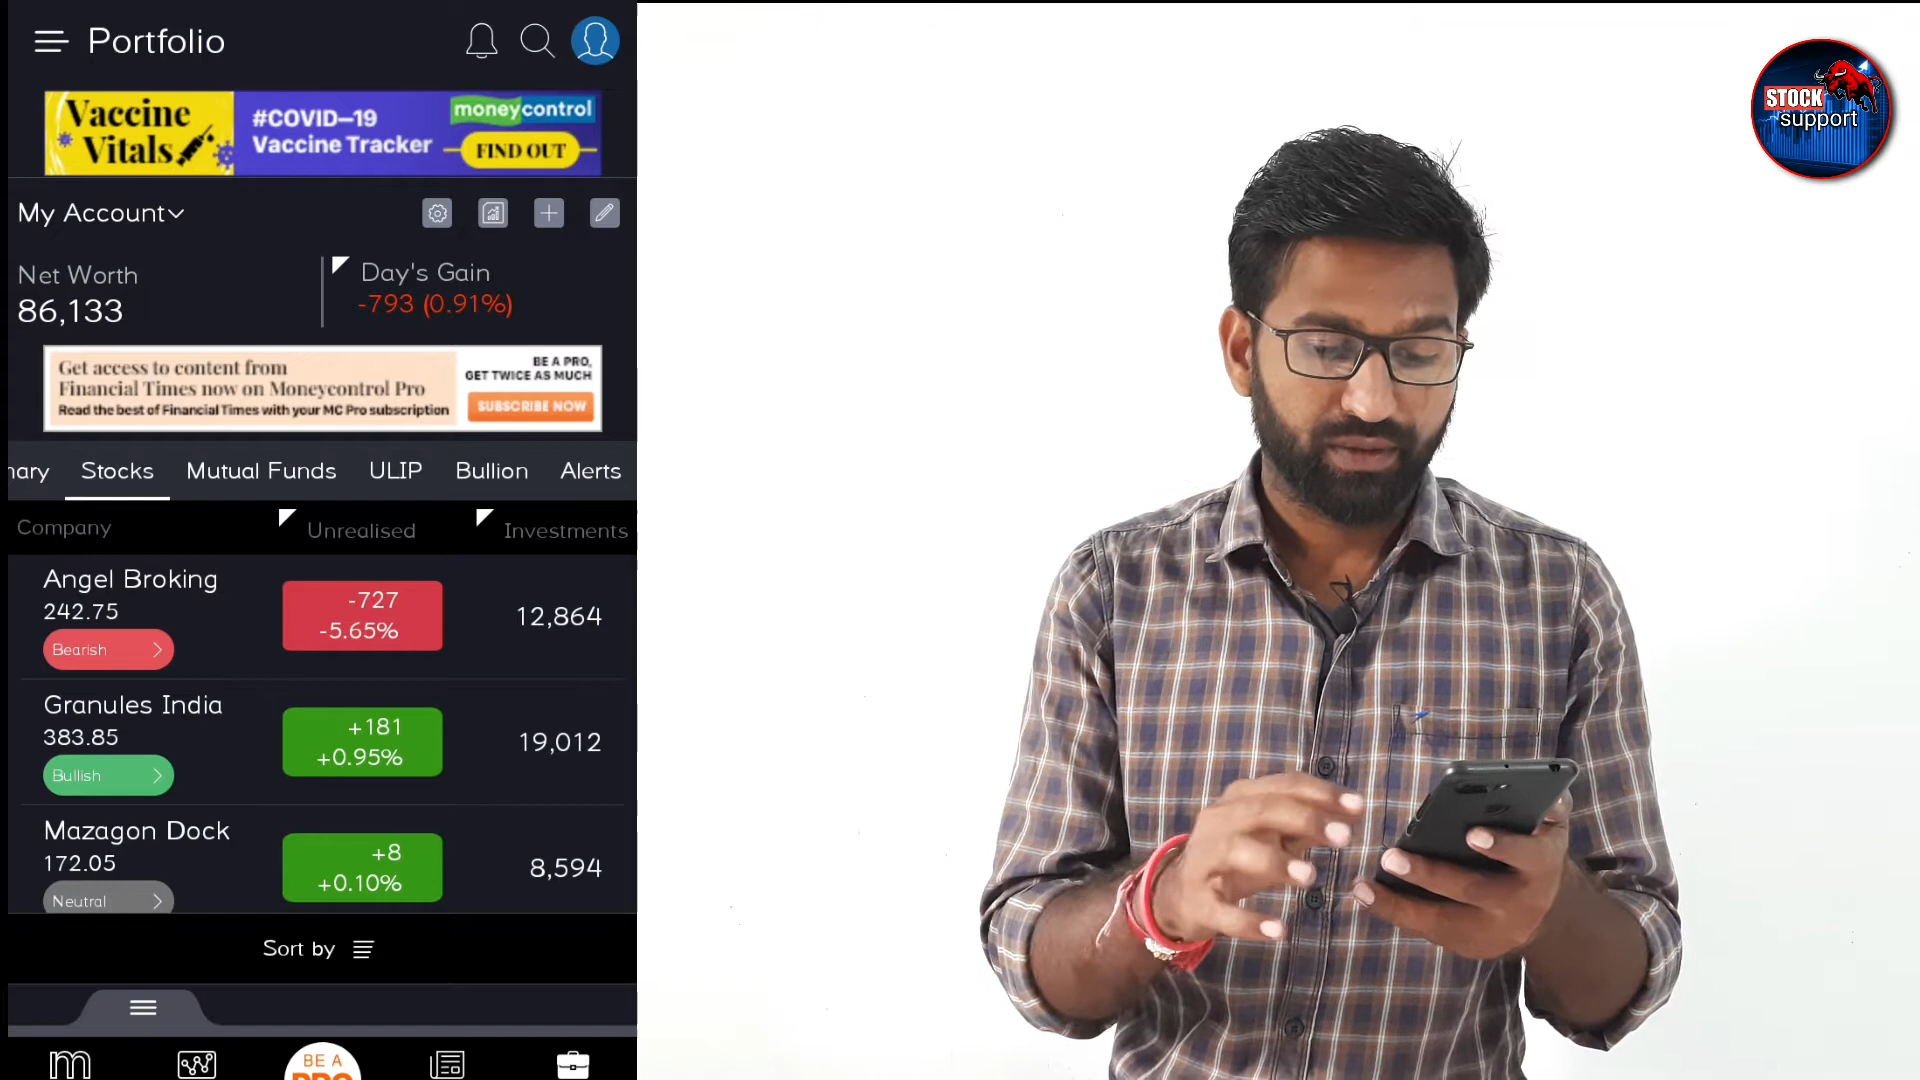 Portfolio
Vaccine
Vitals
#COVID–19
Vaccine Tracker
moneycontrol
FIND OUT
My Account
Net Worth
86,133
Day's Gain
-793 (0.91%)
Get access to content from
Financial Times now on Moneycontrol Pro
Read the best of Financial Times with your MC Pro subscription
BE A PRO,
GET TWICE AS MUCH
SUBSCRIBE NOW
nary Stocks Mutual Funds ULIP Bullion Alerts
Company Unrealised Investments
Angel Broking
242.75
Bearish
-727
-5.65%
12,864
Granules India
383.85
Bullish
+181
+0.95%
19,012
Mazagon Dock
172.05
Neutral
+8
+0.10%
8,594
Sort by
m
BE A
PRO
STOCK
support